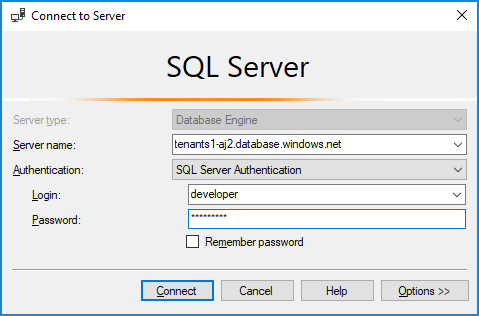 Connect to Server
SQL Server
Server type: Database Engine
Server name: tenants1-aj2.database.windows.net
Authentication: SQL Server Authentication
Login: developer
Password: *********
Remember password
Connect Cancel Help Options >>